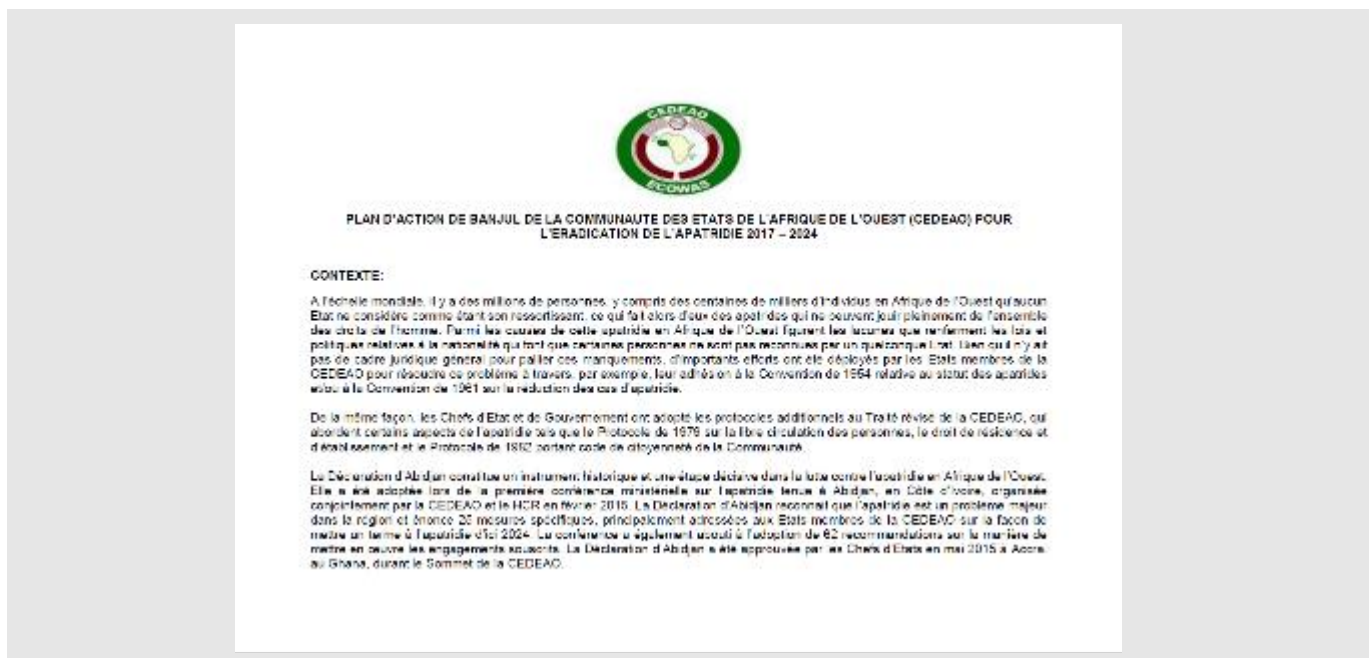 CEDEAO
ECOWAS
PLAN D'ACTION DE BANJUL DE LA COMMUNAUTE DES ETATS DE L'AFRIQUE DE L'OUEST (CEDEAO) POUR
L'ERADICATION DE L'APATRIDIE 2017 – 2024
CONTEXTE:
A l'échelle mondiale, il y a des millions de personnes, y compris des centaines de milliers d'individus en Afrique de l'Ouest qu'aucun
Etat ne considère comme étant son ressortissant, ce qui fait alors d'eux des apatrides qui ne peuvent jouir pleinement de l'ensemble
des droits de l'homme. Parmi les causes de cette apatridie en Afrique de l'Ouest figurent les lacunes que renferment les lois et
politiques relatives à la nationalité qui font que certaines personnes ne sont pas reconnues par un quelconque Etat. Bien qu'il n'y ait
pas de cadre juridique général pour pallier ces manquements, d'importants efforts ont été déployés par les Etats membres de la
CEDEAO pour résoudre ce problème à travers, par exemple, leur adhésion à la Convention de 1954 relative au statut des apatrides
et/ou à la Convention de 1961 sur la réduction des cas d'apatridie.
De la même façon, les Chefs d'Etat et de Gouvernement ont adopté les protocoles additionnels au Traité révisé de la CEDEAO, qui
abordent certains aspects de l'apatridie tels que le Protocole de 1979 sur la libre circulation des personnes, le droit de résidence et
d'établissement et le Protocole de 1982 portant code de citoyenneté de la Communauté.
La Déclaration d'Abidjan constitue un instrument historique et une étape décisive dans la lutte contre l'apatridie en Afrique de l'Ouest.
Elle a été adoptée lors de la première conférence ministérielle sur l'apatridie tenue à Abidjan, en Côte d'Ivoire, organisée
conjointement par la CEDEAO et le HCR en février 2015. La Déclaration d'Abidjan reconnaît que l'apatridie est un problème majeur
dans la région et énonce 25 mesures spécifiques, principalement adressées aux Etats membres de la CEDEAO sur la façon de
mettre un terme à l'apatridie d'ici 2024. La conférence a également abouti à l'adoption de 62 recommandations sur la manière de
mettre en œuvre les engagements souscrits. La Déclaration d'Abidjan a été approuvée par les Chefs d'Etats en mai 2015 à Accra,
au Ghana, durant le Sommet de la CEDEAO.